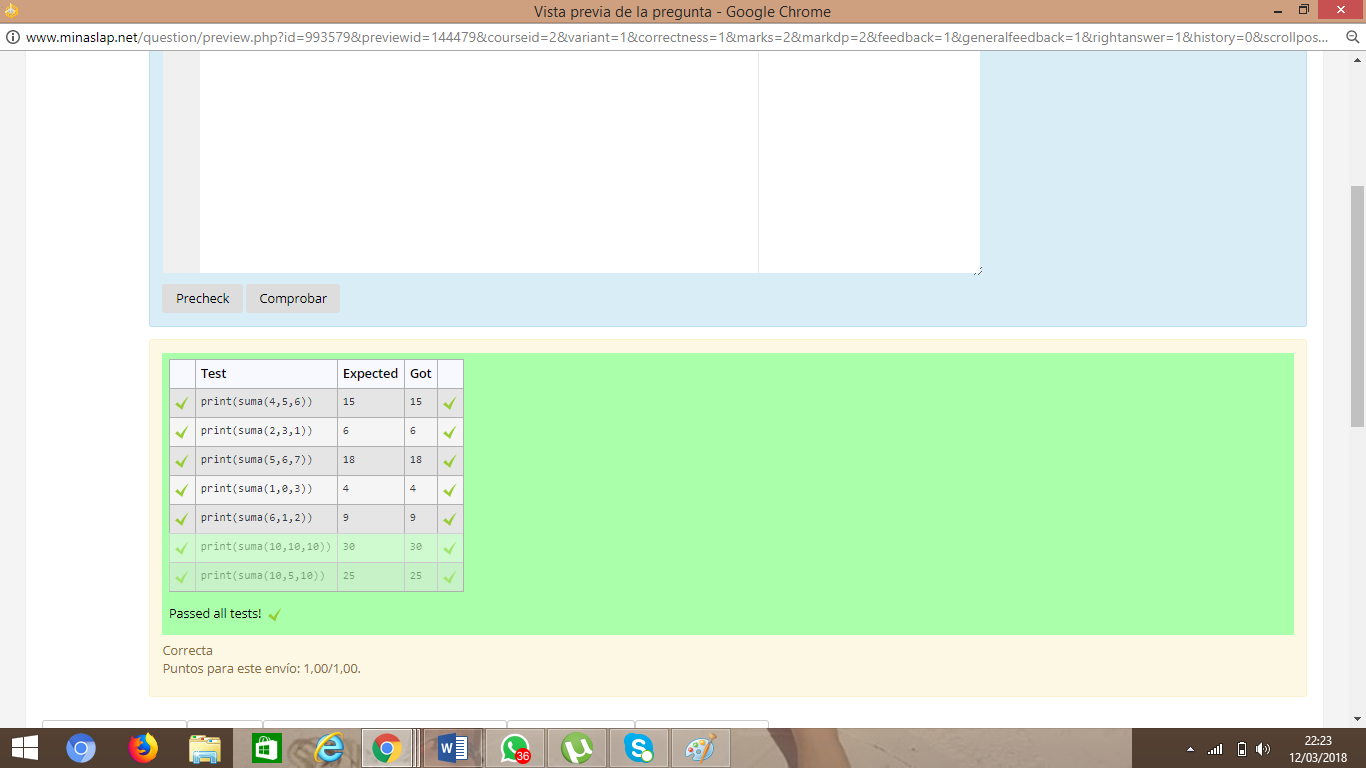 Vista previa de la pregunta - Google Chrome
www.minaslap.net/question/preview.php?id=993579&previewid=144479&courseid=2&variant=1&correctness=1&marks=2&markdp=2&feedback=1&generalfeedback=1&rightanswer=1&history=0&scrollpos...
Precheck Comprobar
Test Expected Got
print(suma(4,5,6)) 15 15
print(suma(2,3,1)) 6 6
print(suma(5,6,7)) 18 18
print(suma(1,0,3)) 4 4
print(suma(6,1,2)) 9 9
print(suma(10,10,10)) 30 30
print(suma(10,5,10)) 25 25
Passed all tests!
Correcta
Puntos para este envío: 1,00/1,00.
36
22:23
12/03/2018